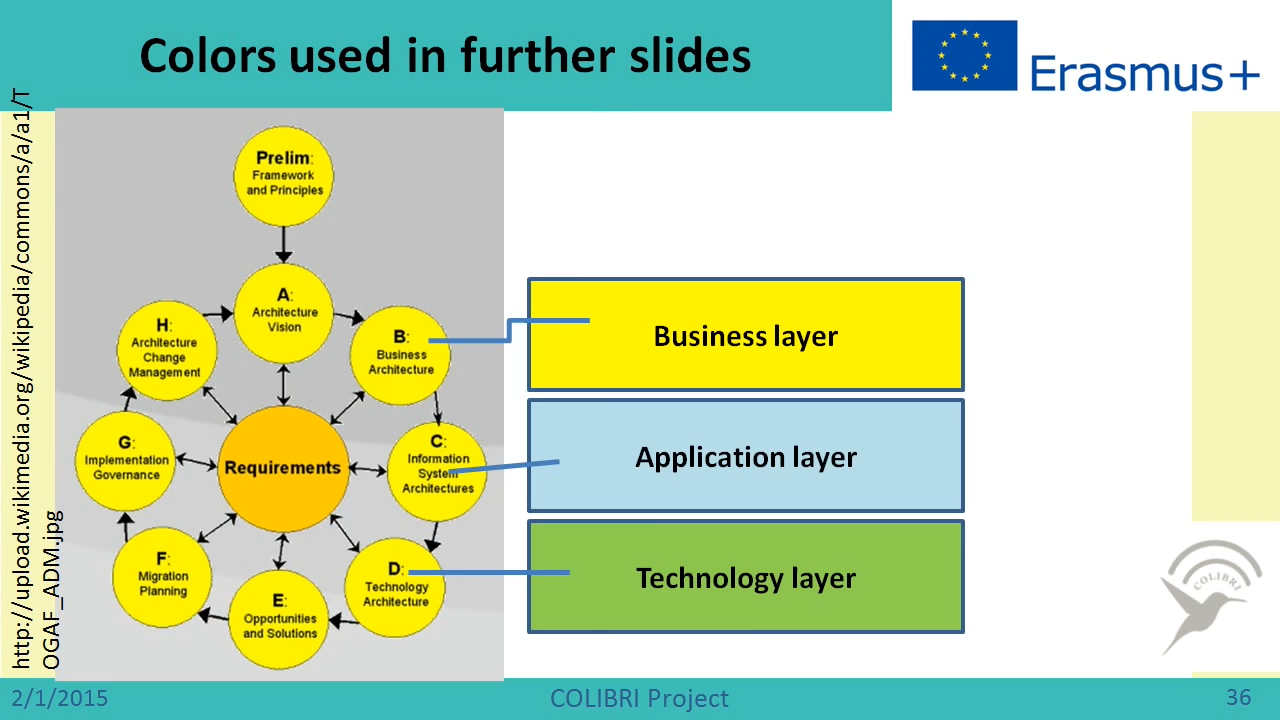 Colors used in further slides
Erasmus+
http://upload.wikimedia.org/wikipedia/commons/a/a1/T
OGAF_ADM.jpg
Prelim:
Framework
and Principles
A:
Architecture
Vision
B:
Business
Architecture
C:
Information
System
Architectures
D:
Technology
Architecture
E:
Opportunities
and Solutions
F:
Migration
Planning
G:
Implementation
Governance
H:
Architecture
Change
Management
Requirements
Business layer
Application layer
Technology layer
COLIBRI
2/1/2015
COLIBRI Project
36